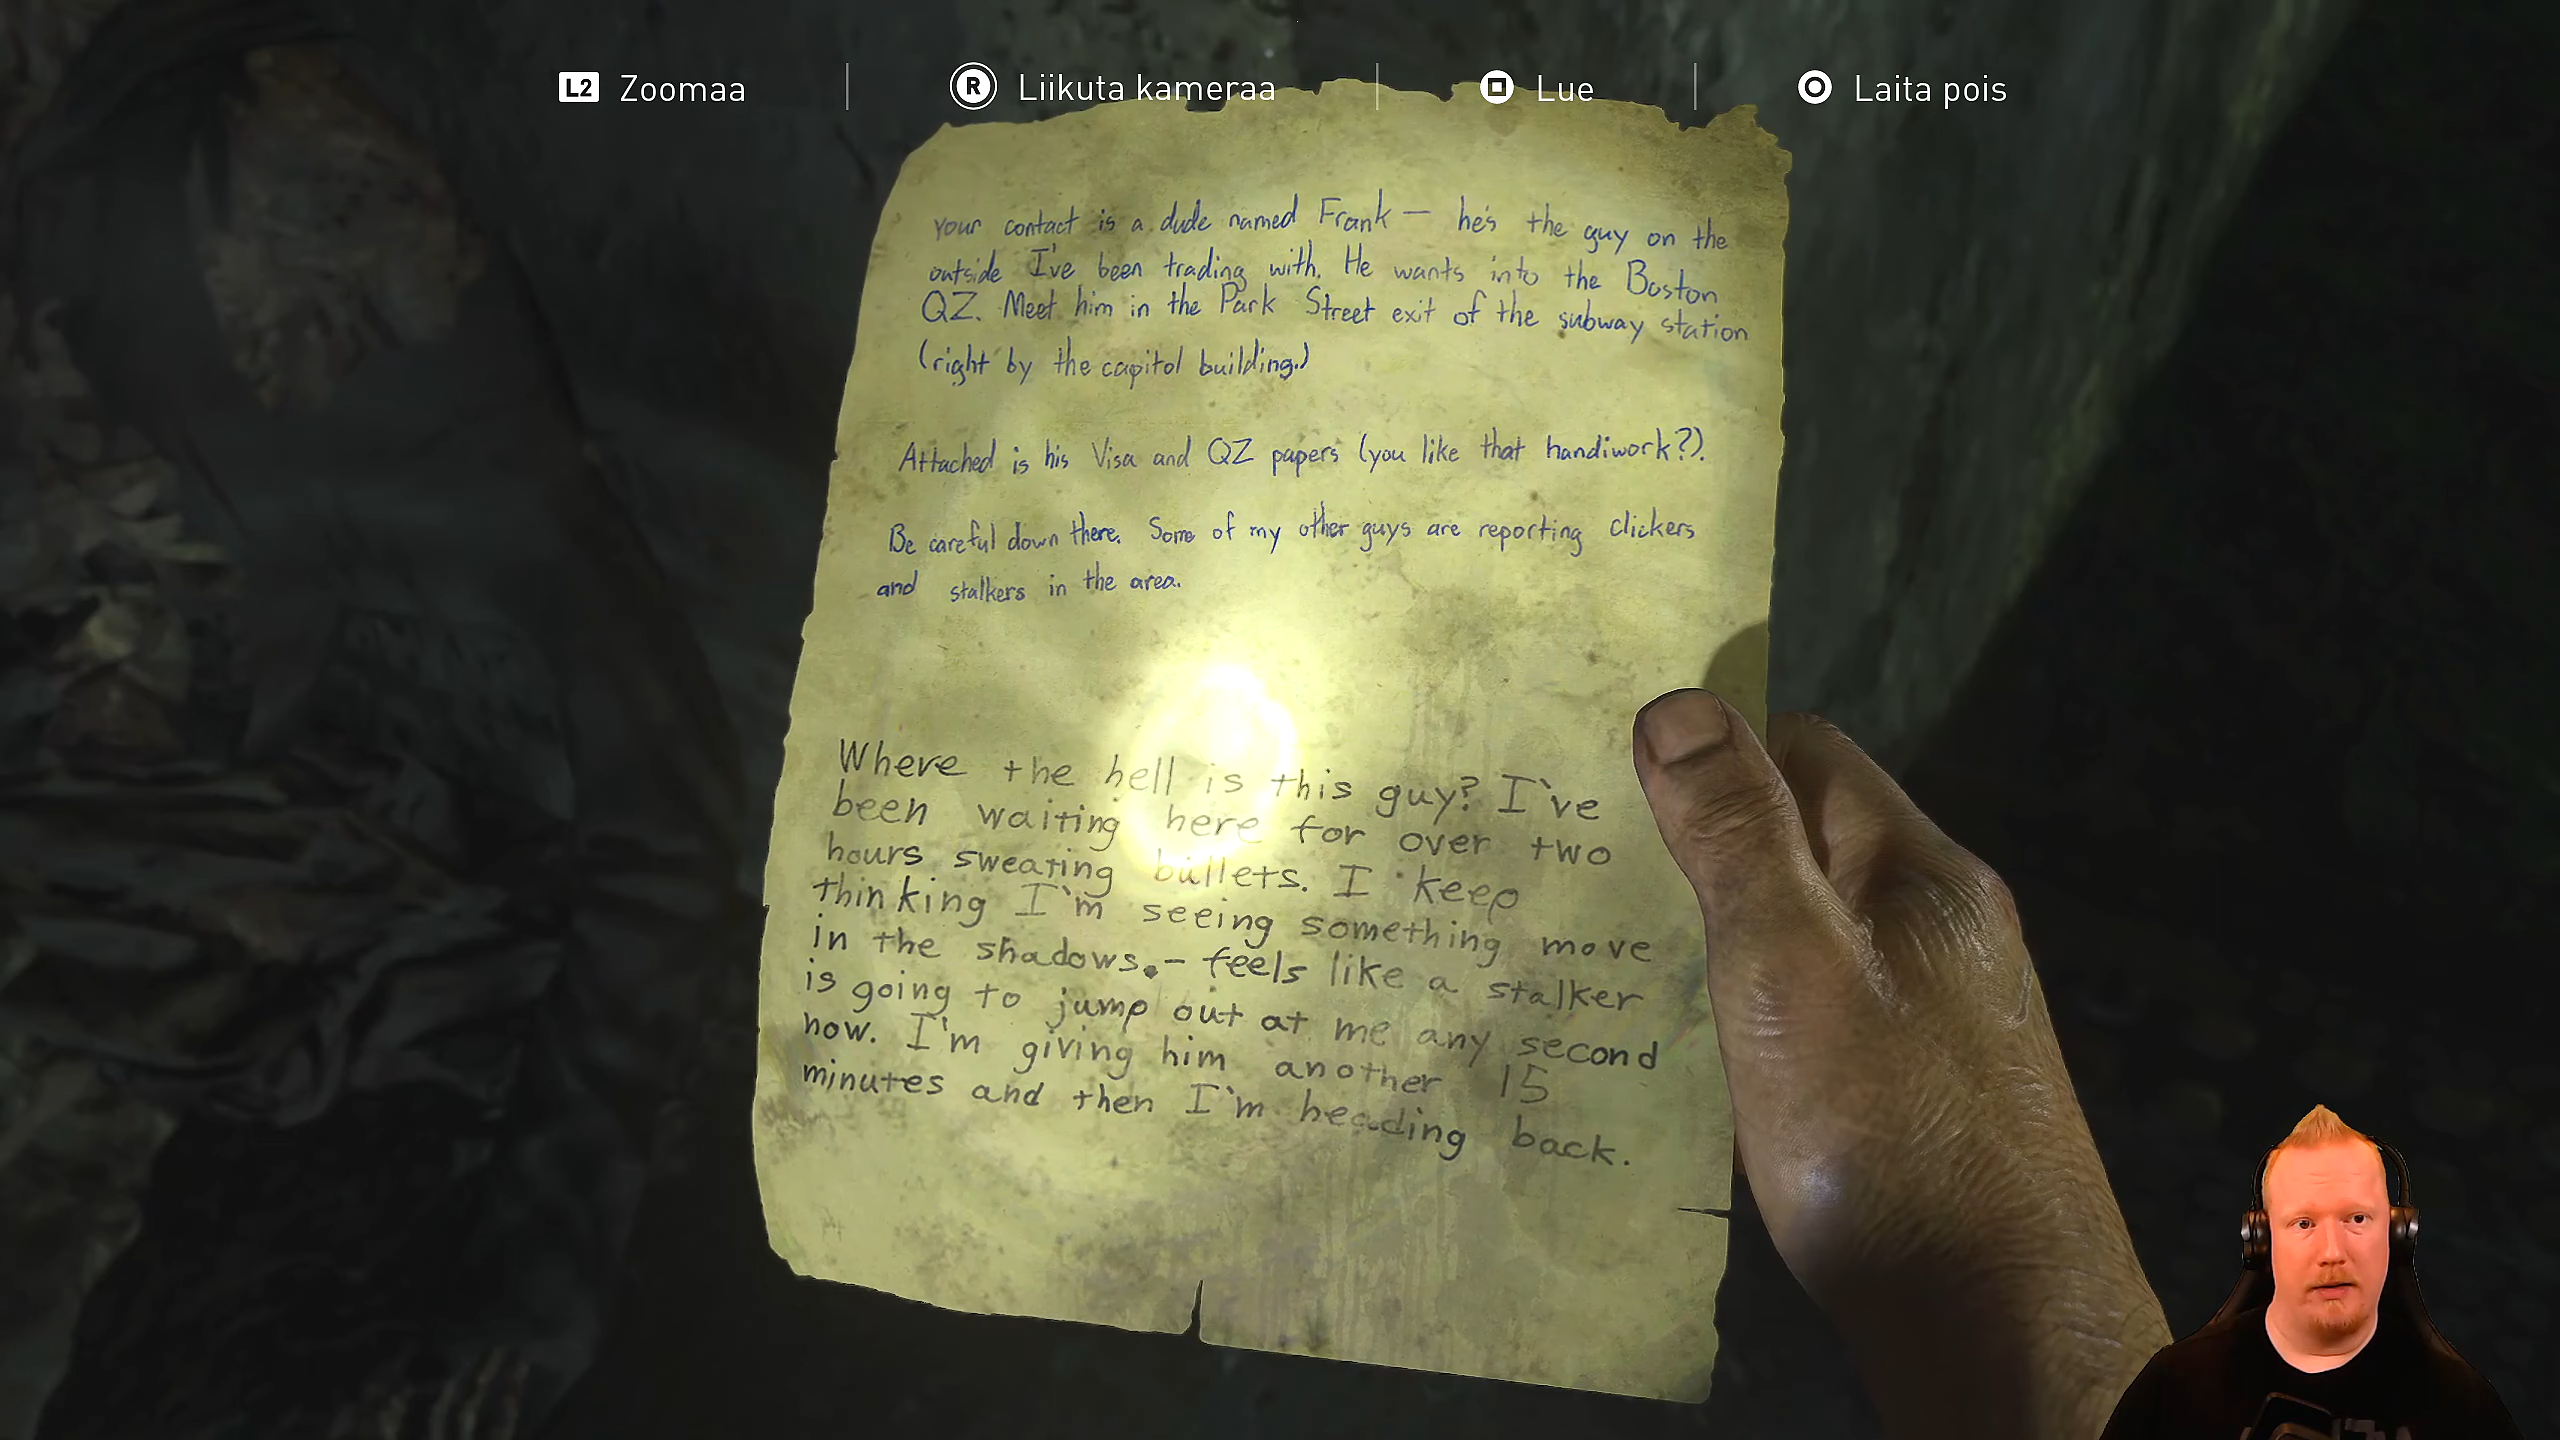 L2 Zoomaa
R Liikuta kameraa
Lue
Laita pois
Your contact is a dude named Frank — he's the guy on the
outside I've been trading with. He wants into the Boston
QZ. Meet him in the Park Street exit of the subway station
(right by the capitol building.)
Attached is his Visa and QZ papers (you like that handiwork?).
Be careful down there. Some of my other guys are reporting clickers
and stalkers in the area.
Where the hell is this guy? I've
been waiting here for over two
hours sweating bullets. I keep
thinking I'm seeing something move
in the shadows. - feels like a stalker
is going to jump out at me any second
now. I'm giving him another 15
minutes and then I'm heading back.